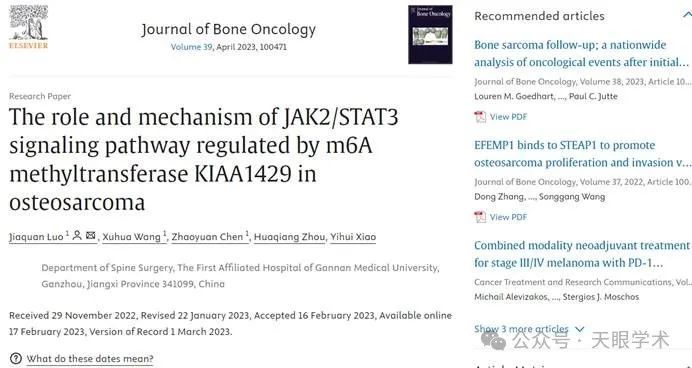 ELSEVIER
Journal of Bone Oncology
Volume 39, April 2023, 100471
Research Paper
The role and mechanism of JAK2/STAT3
signaling pathway regulated by m6A
methyltransferase KIAA1429 in
osteosarcoma
Jiaquan Luo 1, Xuhua Wang 1, Zhaoyuan Chen 1, Huaqiang Zhou, Yihui Xiao
Department of Spine Surgery, The First Affiliated Hospital of Gannan Medical University,
Ganzhou, Jiangxi Province 341099, China
Received 29 November 2022, Revised 22 January 2023, Accepted 16 February 2023, Available online
17 February 2023, Version of Record 1 March 2023.
What do these dates mean?
Recommended articles
Bone sarcoma follow-up; a nationwide
analysis of oncological events after initial...
Journal of Bone Oncology, Volume 38, 2023, Article 10...
Louren M. Goedhart, ..., Paul C. Jutte
View PDF
EFEMP1 binds to STEAP1 to promote
osteosarcoma proliferation and invasion v...
Journal of Bone Oncology, Volume 37, 2022, Article 100...
Dong Zhang, ..., Songgang Wang
View PDF
Combined modality neoadjuvant treatment
for stage III/IV melanoma with PD-1...
Cancer Treatment and Research Communications, Vol...
Michail Alevizakos, ..., Stergios J. Moschos
Show 3 more articles
公众号 · 天眼学术